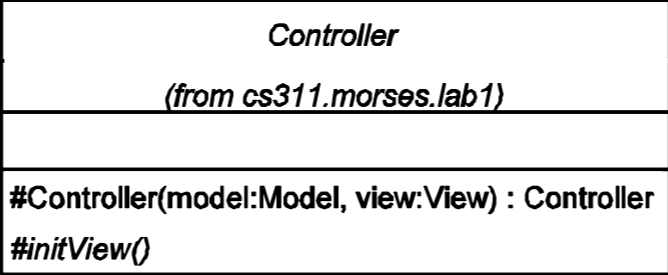 Controller
(from cs311.morses.lab1)
#Controller(model:Model, view:View) : Controller
#initView()